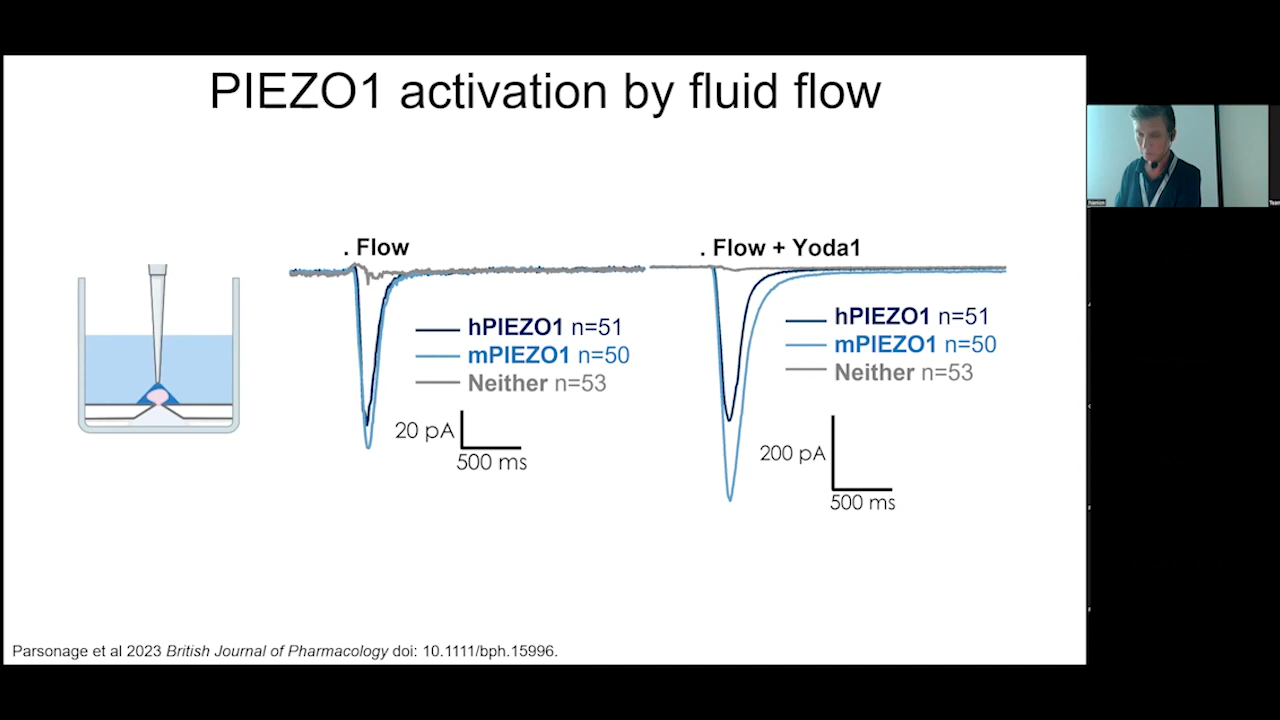 PIEZO1 activation by fluid flow
. Flow
hPIEZO1 n=51
mPIEZO1 n=50
Neither n=53
20 pA
500 ms
. Flow + Yoda1
hPIEZO1 n=51
mPIEZO1 n=50
Neither n=53
200 pA
500 ms
Parsonage et al 2023 British Journal of Pharmacology doi: 10.1111/bph.15996.